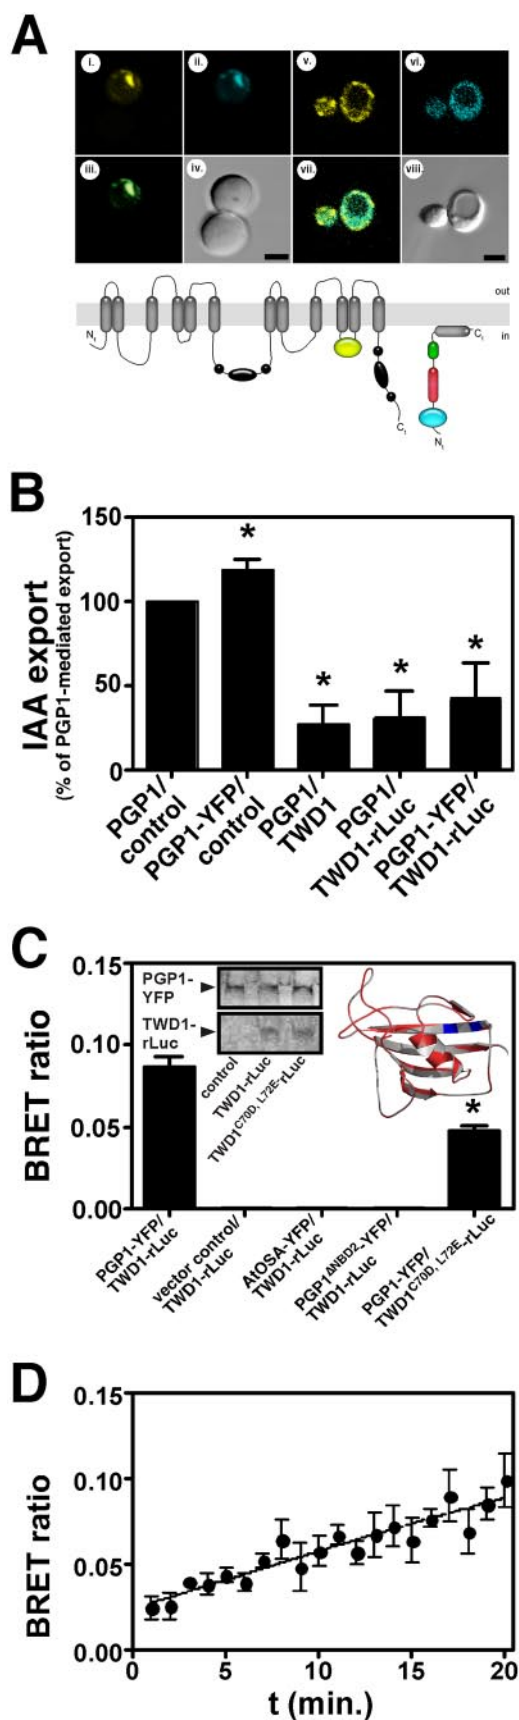 A
i.
ii.
v.
vi.
iii.
iv.
vii.
viii.
out
in
Nt
Ct
Ct
Nt
B
IAA export
(% of PGP1-mediated export)
150
100
50
0
*
*
*
*
PGP1/
control
PGP1-YFP/
control
PGP1/
TWD1
PGP1/
TWD1-rLuc
PGP1-YFP/
TWD1-rLuc
C
BRET ratio
0.15
0.10
0.05
0.00
PGP1-
YFP
TWD1-
rLuc
control
TWD1-rLuc
TWD1C70D, L72E-rLuc
*
PGP1-YFP/
TWD1-rLuc
vector control/
TWD1-rLuc
AtOSA-YFP/
TWD1-rLuc
PGP1ΔNBD2-YFP/
TWD1-rLuc
PGP1-YFP/
TWD1C70D, L72E-rLuc
D
BRET ratio
0.15
0.10
0.05
0.00
0
5
10
15
20
t (min.)